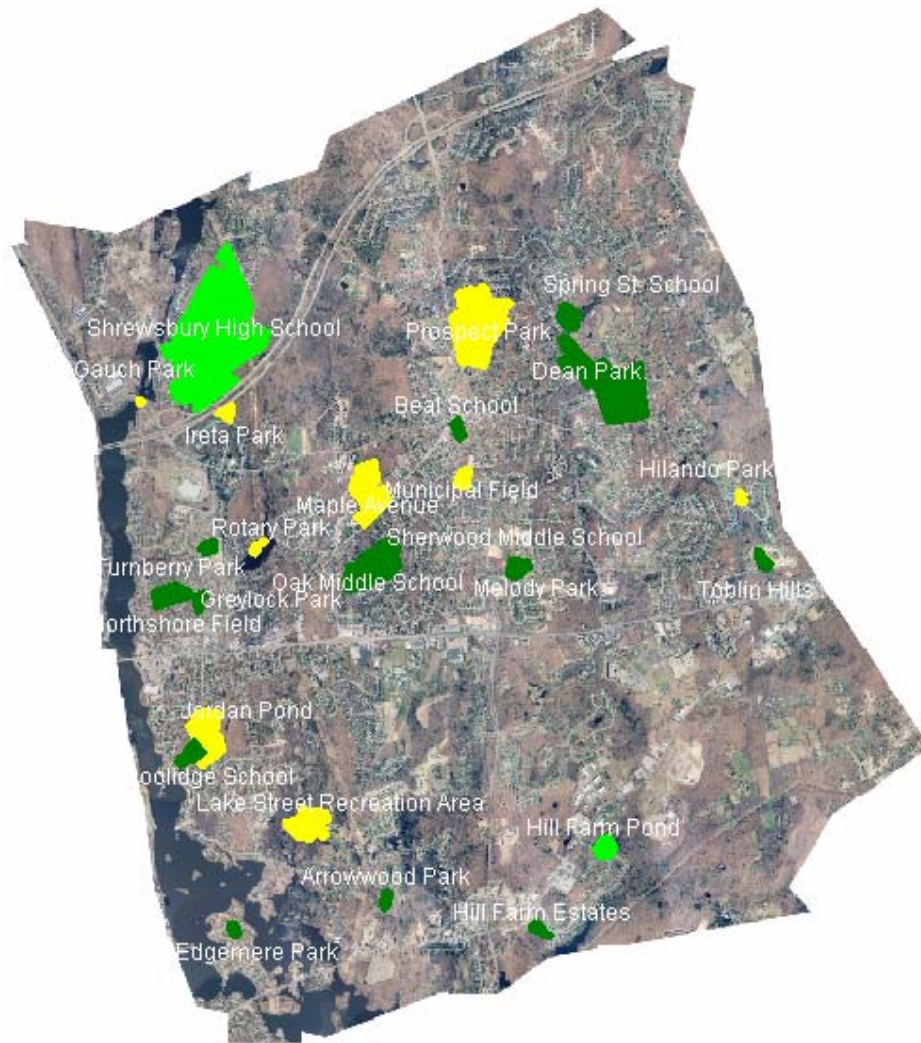 Spring St. School
Shrewsbury High School
Prospect Park
Gauch Park
Dean Park
Beal School
Ireta Park
Hilando Park
Municipal Field
Maple Avenue
Rotary Park
Sherwood Middle School
Turnberry Park
Oak Middle School
Melody Park
Toblin Hills
Greylock Park
orthshore Field
Jordan Pond
oolidge School
Lake Street Recreation Area
Hill Farm Pond
Arrowwood Park
Hill Farm Estates
Edgemere Park